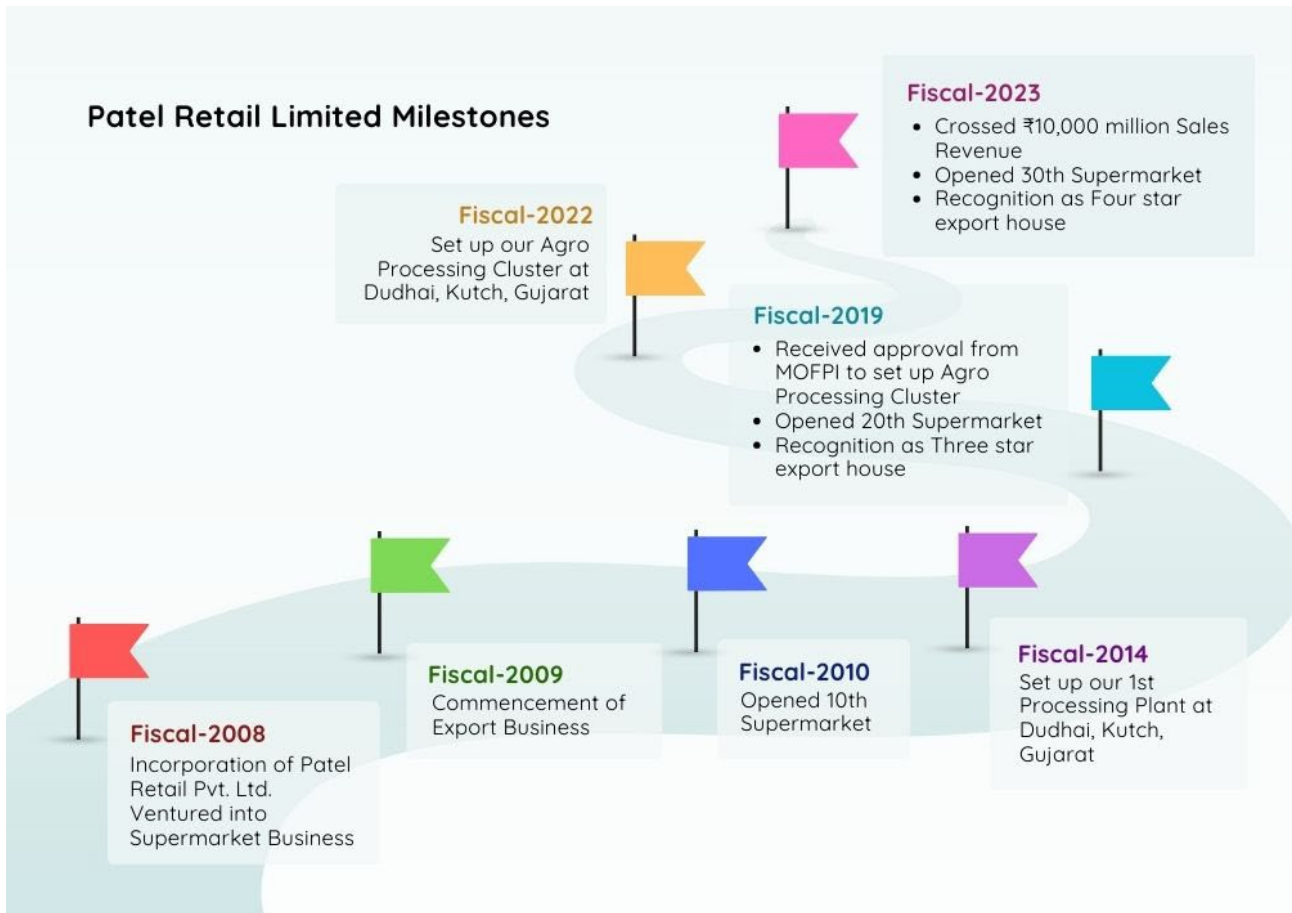 Patel Retail Limited Milestones
Fiscal-2023
• Crossed ₹10,000 million Sales
Revenue
• Opened 30th Supermarket
• Recognition as Four star
export house
Fiscal-2022
Set up our Agro
Processing Cluster at
Dudhai, Kutch, Gujarat
Fiscal-2019
• Received approval from
MOFPI to set up Agro
Processing Cluster
• Opened 20th Supermarket
• Recognition as Three star
export house
Fiscal-2008
Incorporation of Patel
Retail Pvt. Ltd.
Ventured into
Supermarket Business
Fiscal-2009
Commencement of
Export Business
Fiscal-2010
Opened 10th
Supermarket
Fiscal-2014
Set up our 1st
Processing Plant at
Dudhai, Kutch,
Gujarat